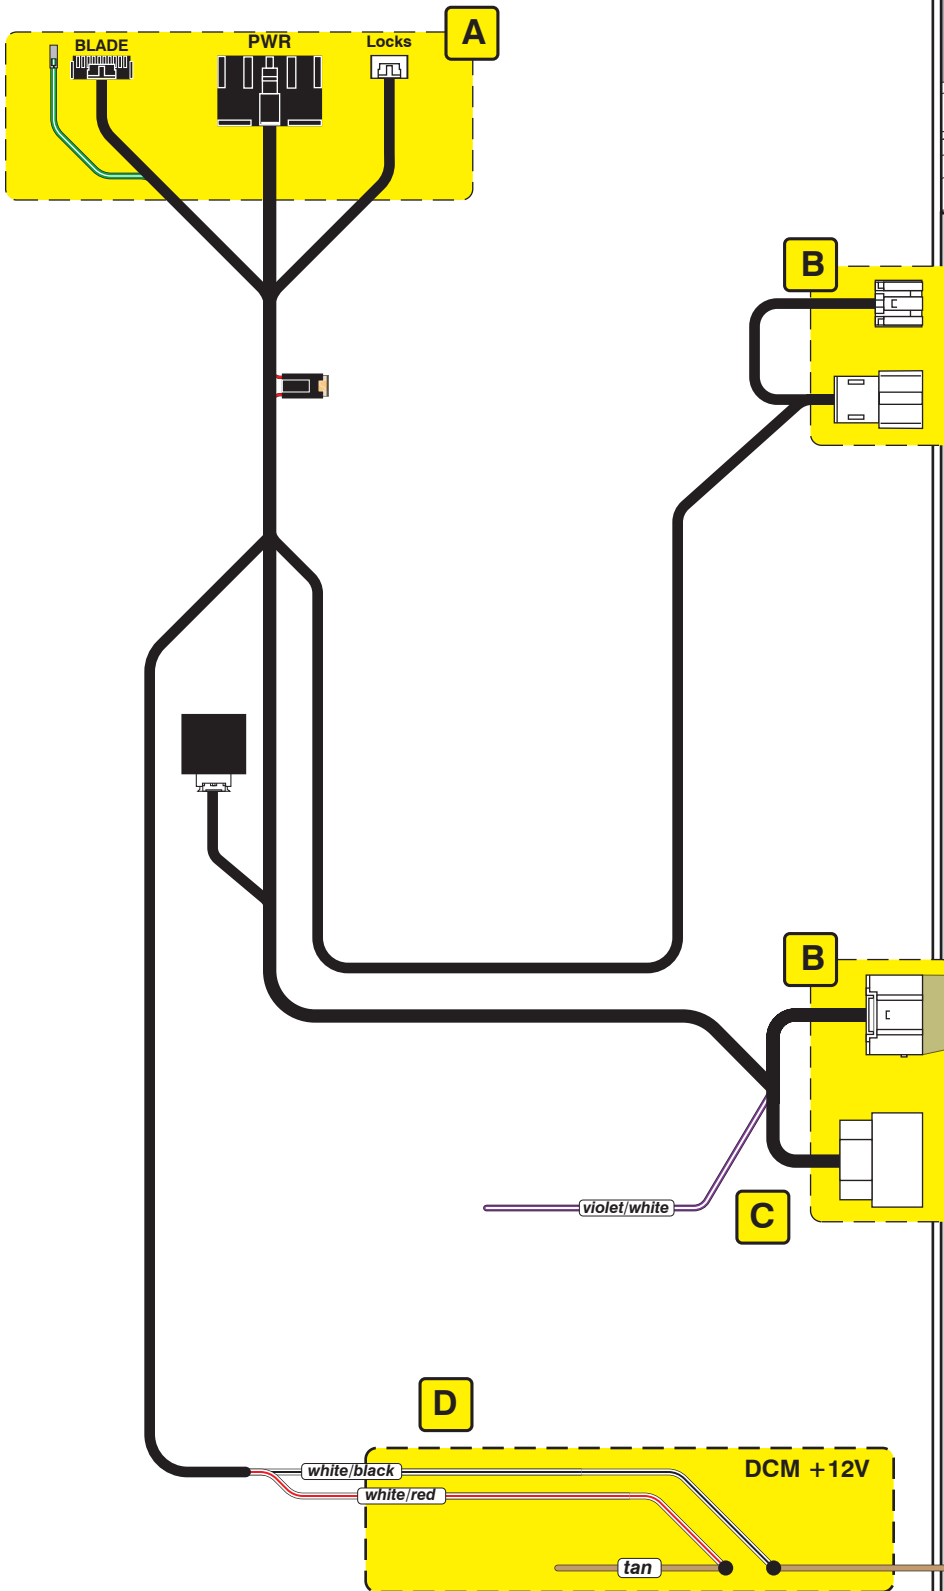 A
BLADE
PWR
Locks
B
B
violet/white
C
D
DCM +12V
white/black
white/red
tan